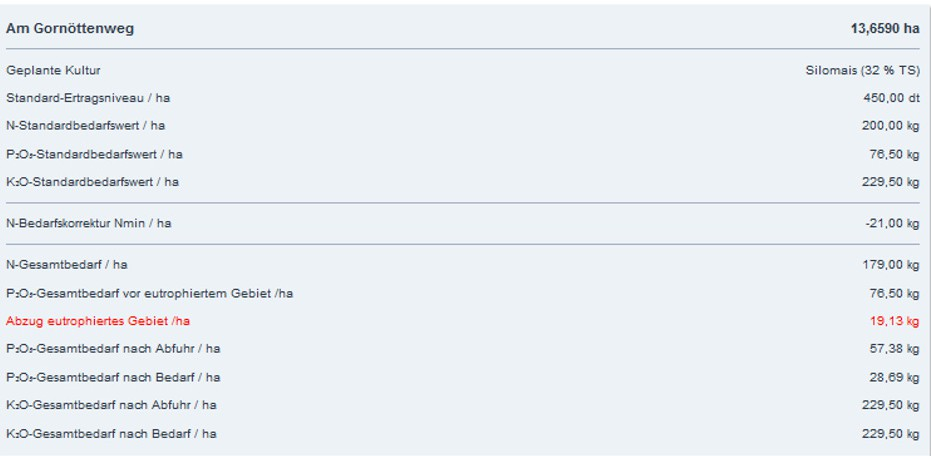 Am Gornöttenweg 13,6590 ha
Geplante Kultur Silomais (32 % TS)
Standard-Ertragsniveau / ha 450,00 dt
N-Standardbedarfswert / ha 200,00 kg
P₂O₅-Standardbedarfswert / ha 76,50 kg
K₂O-Standardbedarfswert / ha 229,50 kg
N-Bedarfskorrektur Nmin / ha -21,00 kg
N-Gesamtbedarf / ha 179,00 kg
P₂O₅-Gesamtbedarf vor eutrophiertem Gebiet /ha 76,50 kg
Abzug eutrophiertes Gebiet /ha 19,13 kg
P₂O₅-Gesamtbedarf nach Abfuhr / ha 57,38 kg
P₂O₅-Gesamtbedarf nach Bedarf / ha 28,69 kg
K₂O-Gesamtbedarf nach Abfuhr / ha 229,50 kg
K₂O-Gesamtbedarf nach Bedarf / ha 229,50 kg